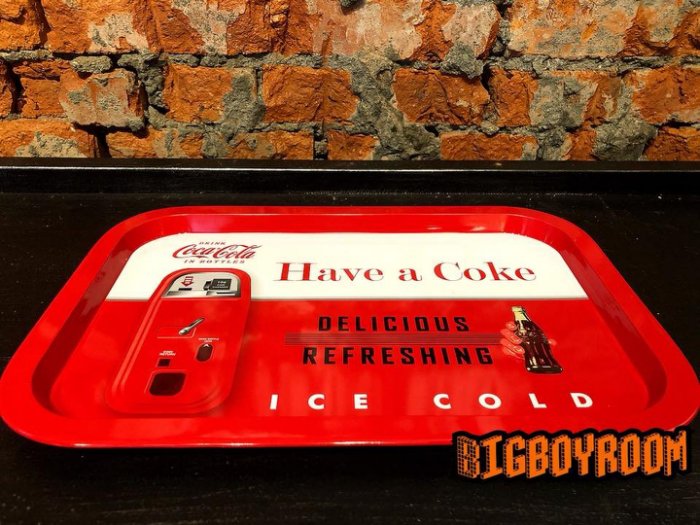 DRINK
Coca-Cola
IN BOTTLES
Have a Coke
DELICIOUS
REFRESHING
ICE COLD
BIGBOYROOM